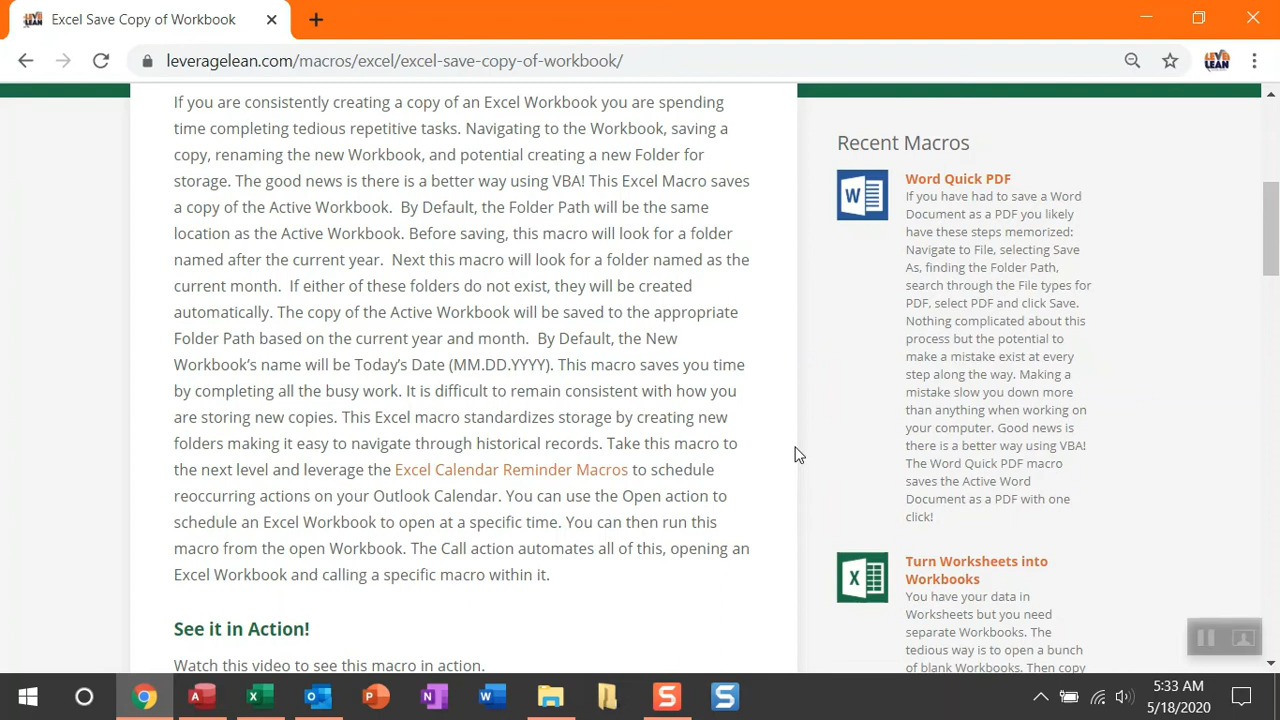 Excel Save Copy of Workbook
leveragelean.com/macros/excel/excel-save-copy-of-workbook/
If you are consistently creating a copy of an Excel Workbook you are spending
time completing tedious repetitive tasks. Navigating to the Workbook, saving a
copy, renaming the new Workbook, and potential creating a new Folder for
storage. The good news is there is a better way using VBA! This Excel Macro saves
a copy of the Active Workbook.  By Default, the Folder Path will be the same
location as the Active Workbook. Before saving, this macro will look for a folder
named after the current year.  Next this macro will look for a folder named as the
current month.  If either of these folders do not exist, they will be created
automatically. The copy of the Active Workbook will be saved to the appropriate
Folder Path based on the current year and month.  By Default, the New
Workbook's name will be Today's Date (MM.DD.YYYY). This macro saves you time
by completing all the busy work. It is difficult to remain consistent with how you
are storing new copies. This Excel macro standardizes storage by creating new
folders making it easy to navigate through historical records. Take this macro to
the next level and leverage the Excel Calendar Reminder Macros to schedule
reoccurring actions on your Outlook Calendar. You can use the Open action to
schedule an Excel Workbook to open at a specific time. You can then run this
macro from the open Workbook. The Call action automates all of this, opening an
Excel Workbook and calling a specific macro within it.
See it in Action!
Watch this video to see this macro in action.
Recent Macros
Word Quick PDF
If you have had to save a Word
Document as a PDF you likely
have these steps memorized:
Navigate to File, selecting Save
As, finding the Folder Path,
search through the File types for
PDF, select PDF and click Save.
Nothing complicated about this
process but the potential to
make a mistake exist at every
step along the way. Making a
mistake slow you down more
than anything when working on
your computer. Good news is
there is a better way using VBA!
The Word Quick PDF macro
saves the Active Word
Document as a PDF with one
click!
Turn Worksheets into
Workbooks
You have your data in
Worksheets but you need
separate Workbooks. The
tedious way is to open a bunch
of blank Workbooks. Then copy
5:33 AM
5/18/2020